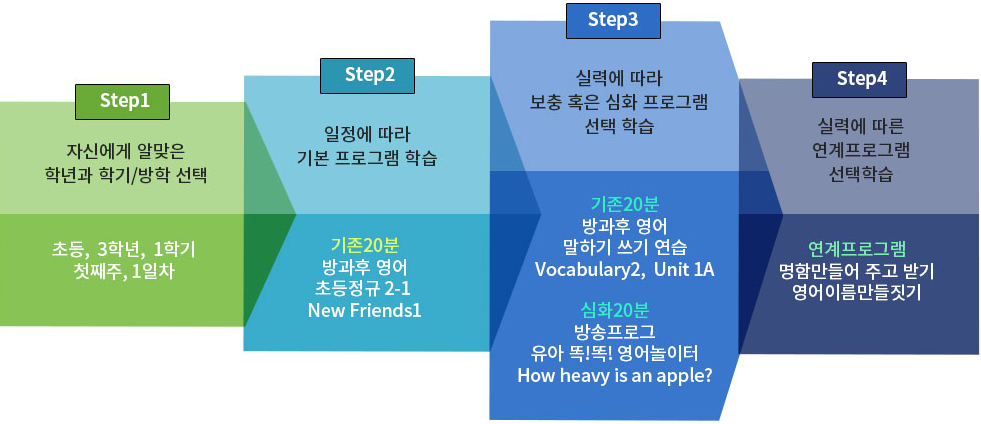 Step1
자신에게 알맞은
학년과 학기/방학 선택
초등, 3학년, 1학기
첫째주, 1일차
Step2
일정에 따라
기본 프로그램 학습
기존20분
방과후 영어
초등정규 2-1
New Friends1
Step3
실력에 따라
보충 혹은 심화 프로그램
선택 학습
기존20분
방과후 영어
말하기 쓰기 연습
Vocabulary2, Unit 1A
심화20분
방송프로그
유아 똑!똑! 영어놀이터
How heavy is an apple?
Step4
실력에 따른
연계프로그램
선택학습
연계프로그램
명함만들어 주고 받기
영어이름만들짓기